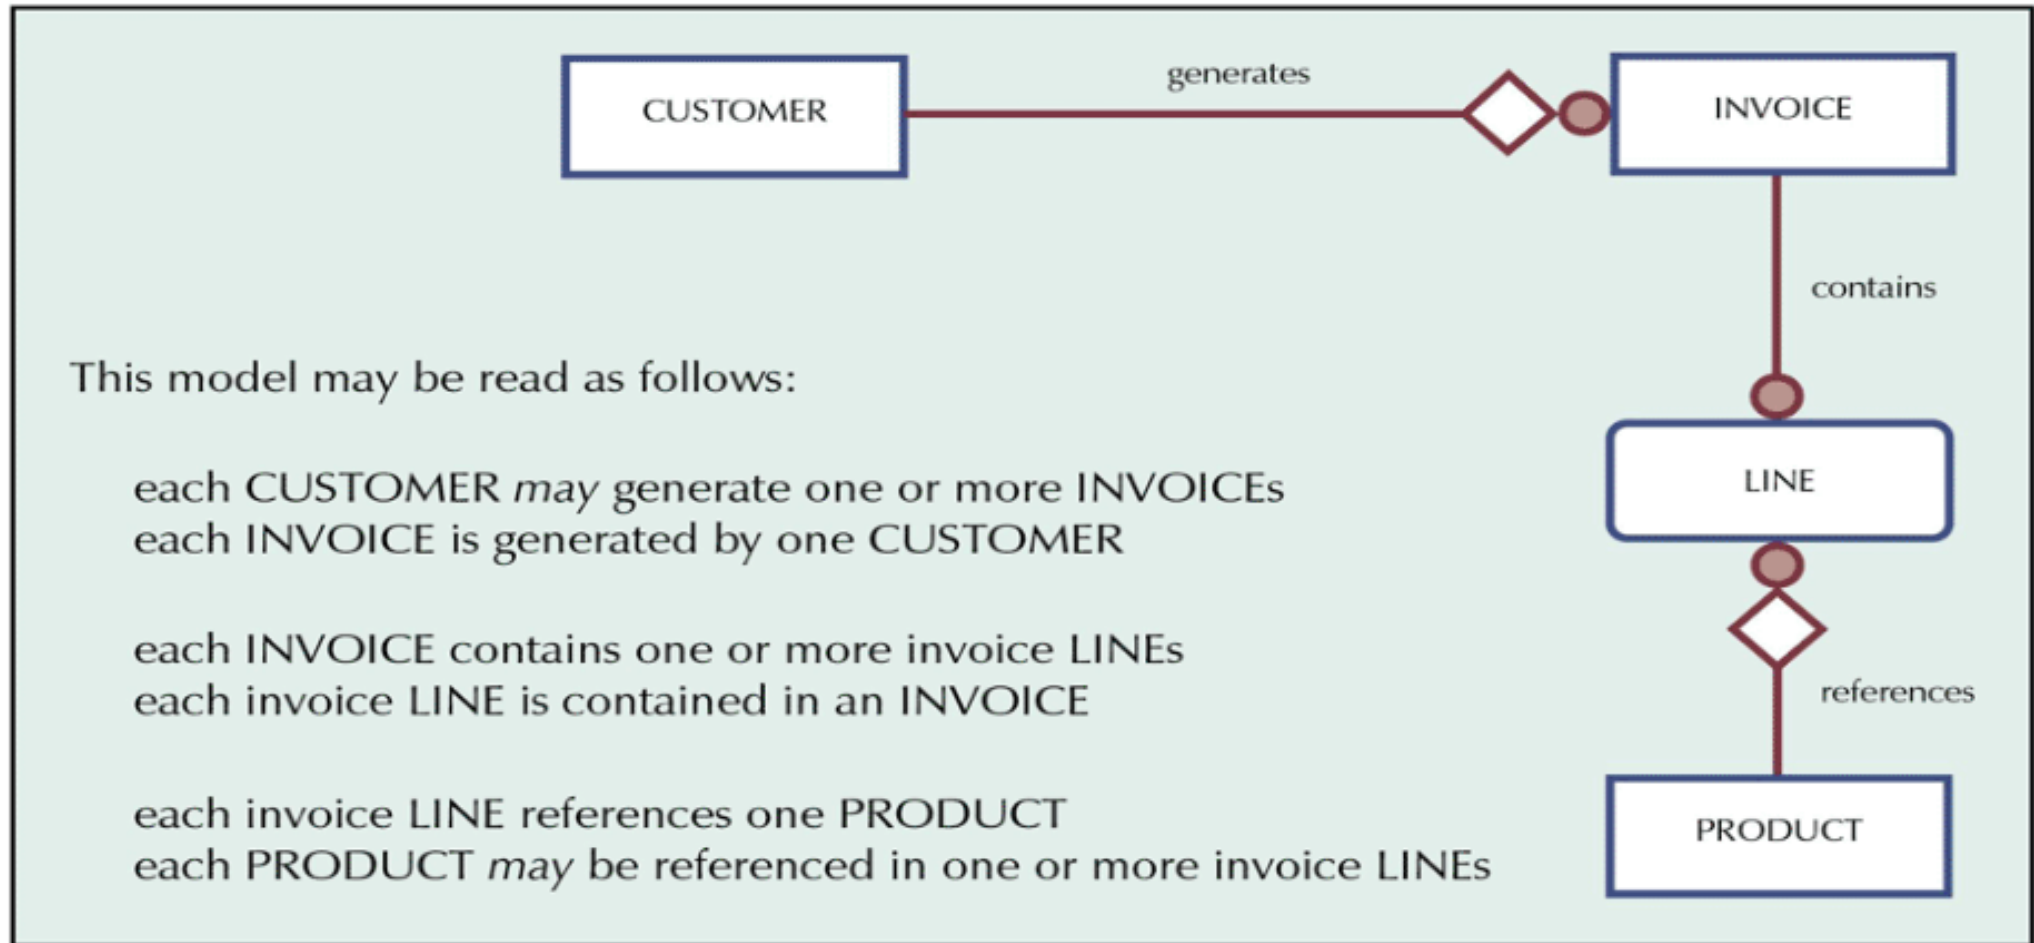 CUSTOMER
generates
INVOICE
contains
This model may be read as follows:
LINE
each CUSTOMER may generate one or more INVOICEs
each INVOICE is generated by one CUSTOMER
each INVOICE contains one or more invoice LINEs
each invoice LINE is contained in an INVOICE
references
each invoice LINE references one PRODUCT
each PRODUCT may be referenced in one or more invoice LINEs
PRODUCT